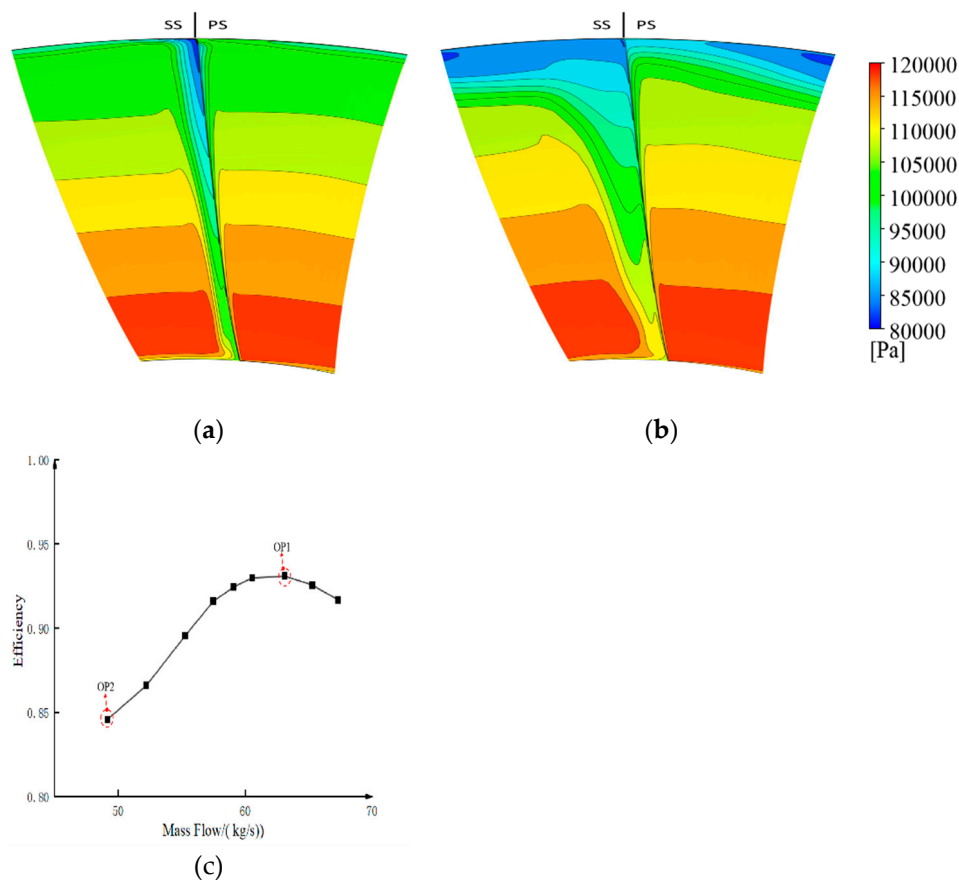 SS | PS
SS | PS
120000
115000
110000
105000
100000
95000
90000
85000
80000
[Pa]
(a)
(b)
1.00
0.95
0.90
0.85
0.80
Efficiency
OP1
OP2
50
60
70
Mass Flow/( kg/s))
(c)